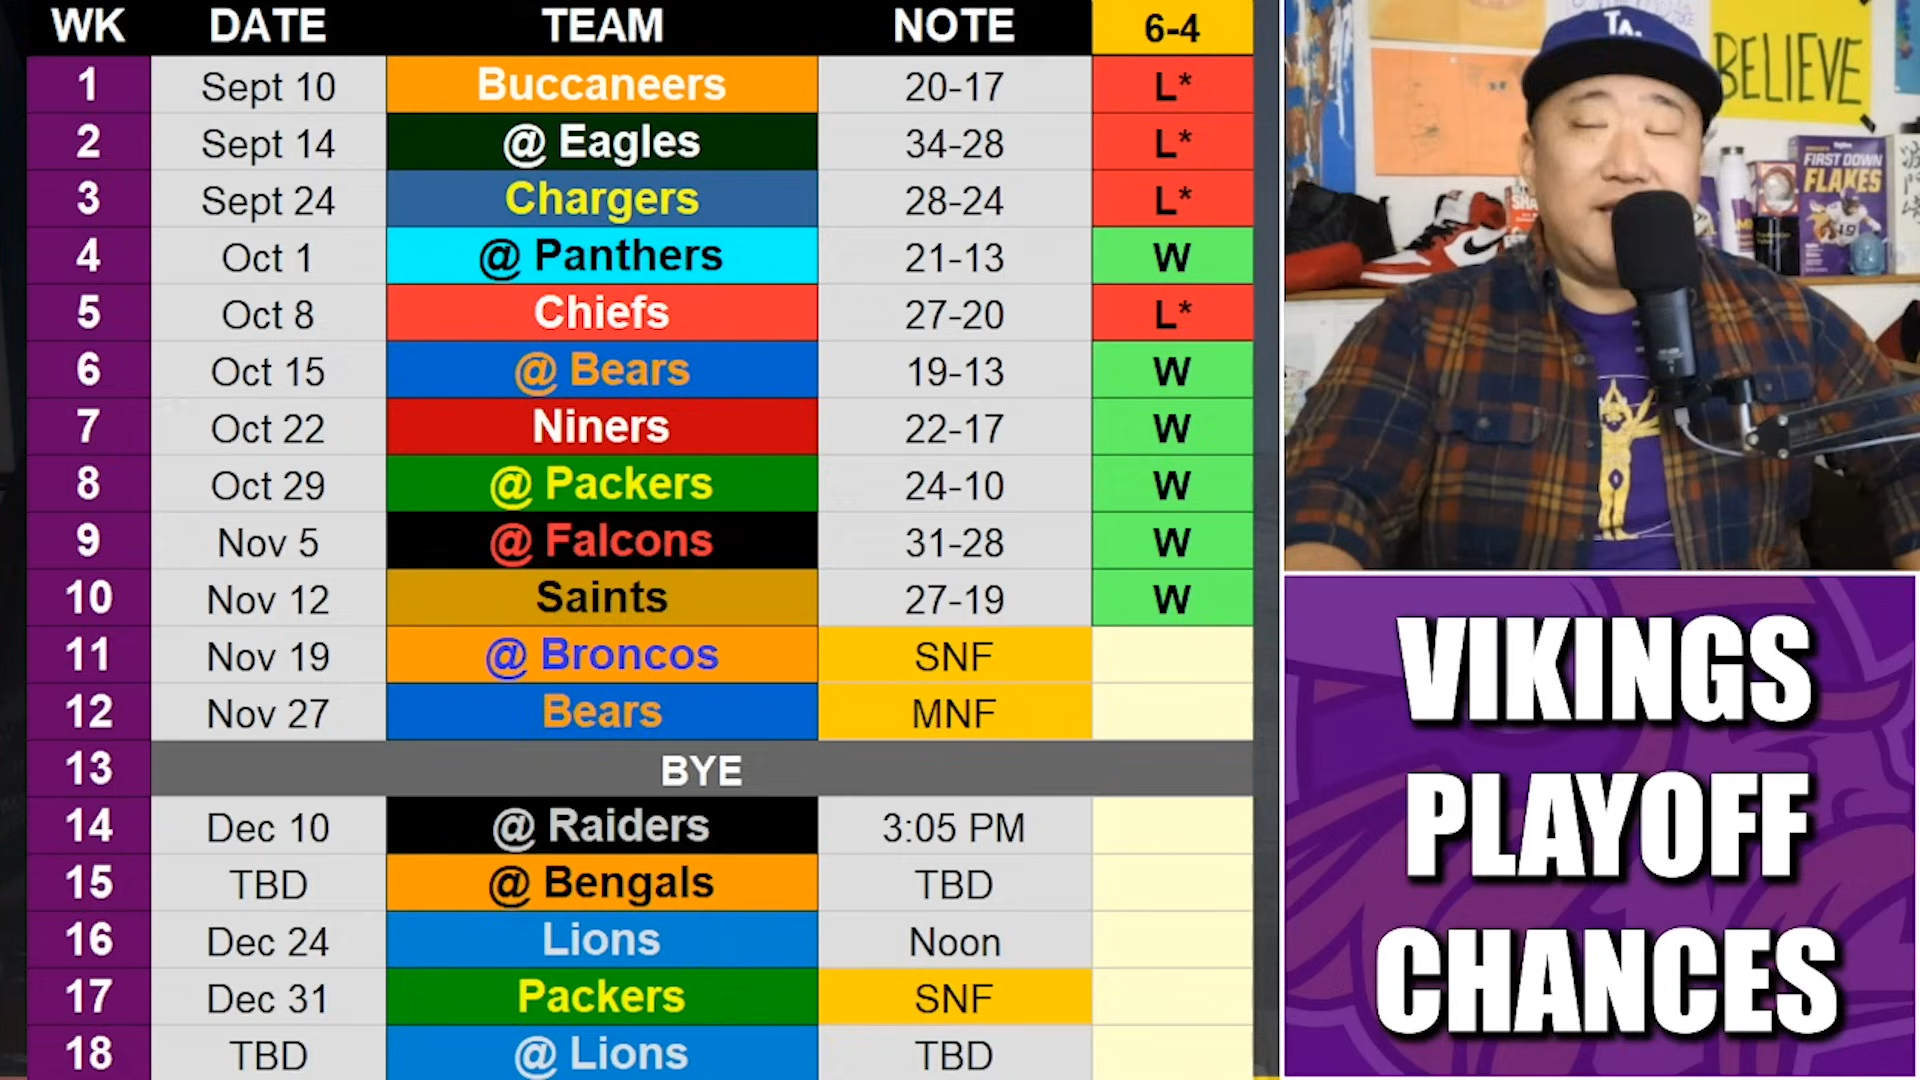 WK DATE TEAM NOTE 6-4
1 Sept 10 Buccaneers 20-17 L*
2 Sept 14 @ Eagles 34-28 L*
3 Sept 24 Chargers 28-24 L*
4 Oct 1 @ Panthers 21-13 W
5 Oct 8 Chiefs 27-20 L*
6 Oct 15 @ Bears 19-13 W
7 Oct 22 Niners 22-17 W
8 Oct 29 @ Packers 24-10 W
9 Nov 5 @ Falcons 31-28 W
10 Nov 12 Saints 27-19 W
11 Nov 19 @ Broncos SNF
12 Nov 27 Bears MNF
13 BYE
14 Dec 10 @ Raiders 3:05 PM
15 TBD @ Bengals TBD
16 Dec 24 Lions Noon
17 Dec 31 Packers SNF
18 TBD @ Lions TBD
BELIEVE
FIRST DOWN
FLAKES
VIKINGS
PLAYOFF
CHANCES